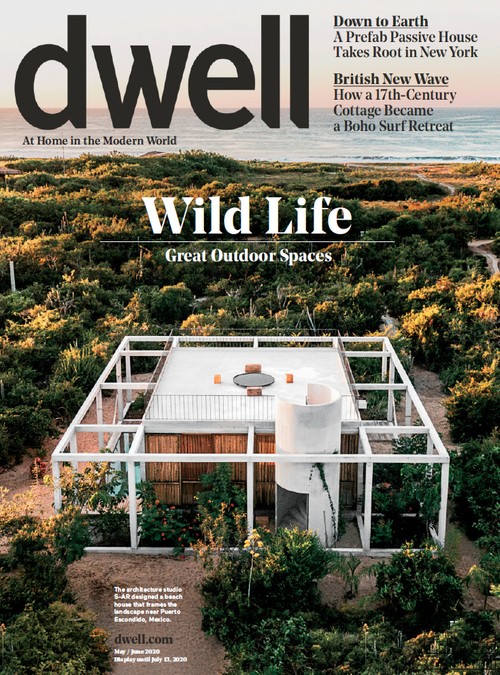 dwell
At Home in the Modern World
Down to Earth
A Prefab Passive House
Takes Root in New York
British New Wave
How a 17th-Century
Cottage Became
a Boho Surf Retreat
Wild Life
Great Outdoor Spaces
The architecture studio
S-AR designed a beach
house that frames the
landscape near Puerto
Escondido, Mexico.
dwell.com
May / June 2020
Display until July 13, 2020